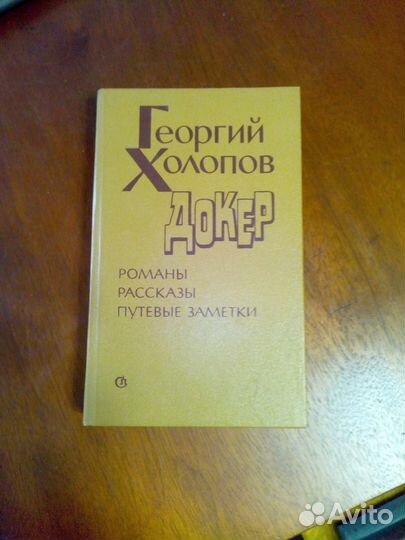 Георгий
Холопов
ДОКЕР
РОМАНЫ
РАССКАЗЫ
ПУТЕВЫЕ ЗАМЕТКИ
Avito